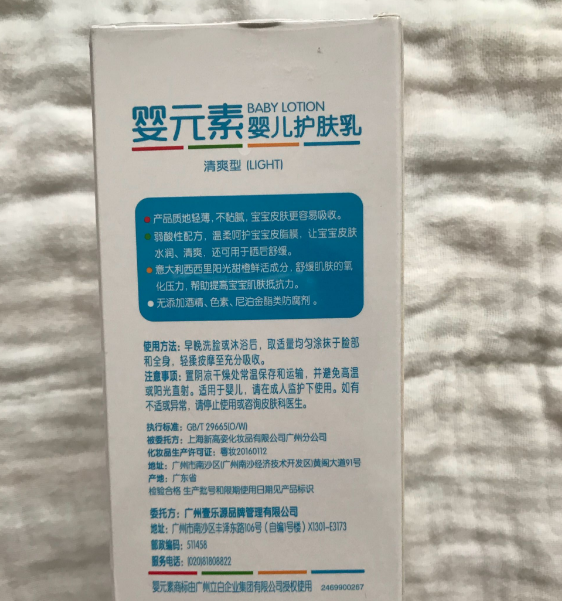 婴元素 BABY LOTION
婴儿护肤乳
清爽型 (LIGHT)
产品质地轻薄,不黏腻,宝宝皮肤更容易吸收。
弱酸性配方,温柔呵护宝宝皮脂膜,让宝宝皮肤
水润、清爽,还可用于晒后舒缓。
意大利西西里阳光甜橙鲜活成分,舒缓肌肤的氧
化压力,帮助提高宝宝肌肤抵抗力。
无添加酒精、色素、尼泊金酯类防腐剂。
使用方法:早晚洗脸或沐浴后,取适量均匀涂抹于脸部
和全身,轻揉按摩至充分吸收。
注意事项:置阴凉干燥处常温保存和运输,并避免高温
或阳光直射。适用于婴儿,请在成人监护下使用。如有
不适或异常,请停止使用或咨询皮肤科医生。
执行标准:GB/T 29665(O/W)
被委托方:上海新高姿化妆品有限公司广州分公司
化妆品生产许可证:粤妆20160112
地址:广州市南沙区(广州南沙经济技术开发区)黄阁大道91号
产地:广东省
检验合格 生产批号和限期使用日期见产品标识
委托方:广州壹乐源品牌管理有限公司
地址:广州市南沙区丰泽东路106号(自编1号楼)X1301-E3173
邮政编码:511458
服务电话:(020)81808822
婴元素商标由广州立白企业集团有限公司授权使用 2469900287